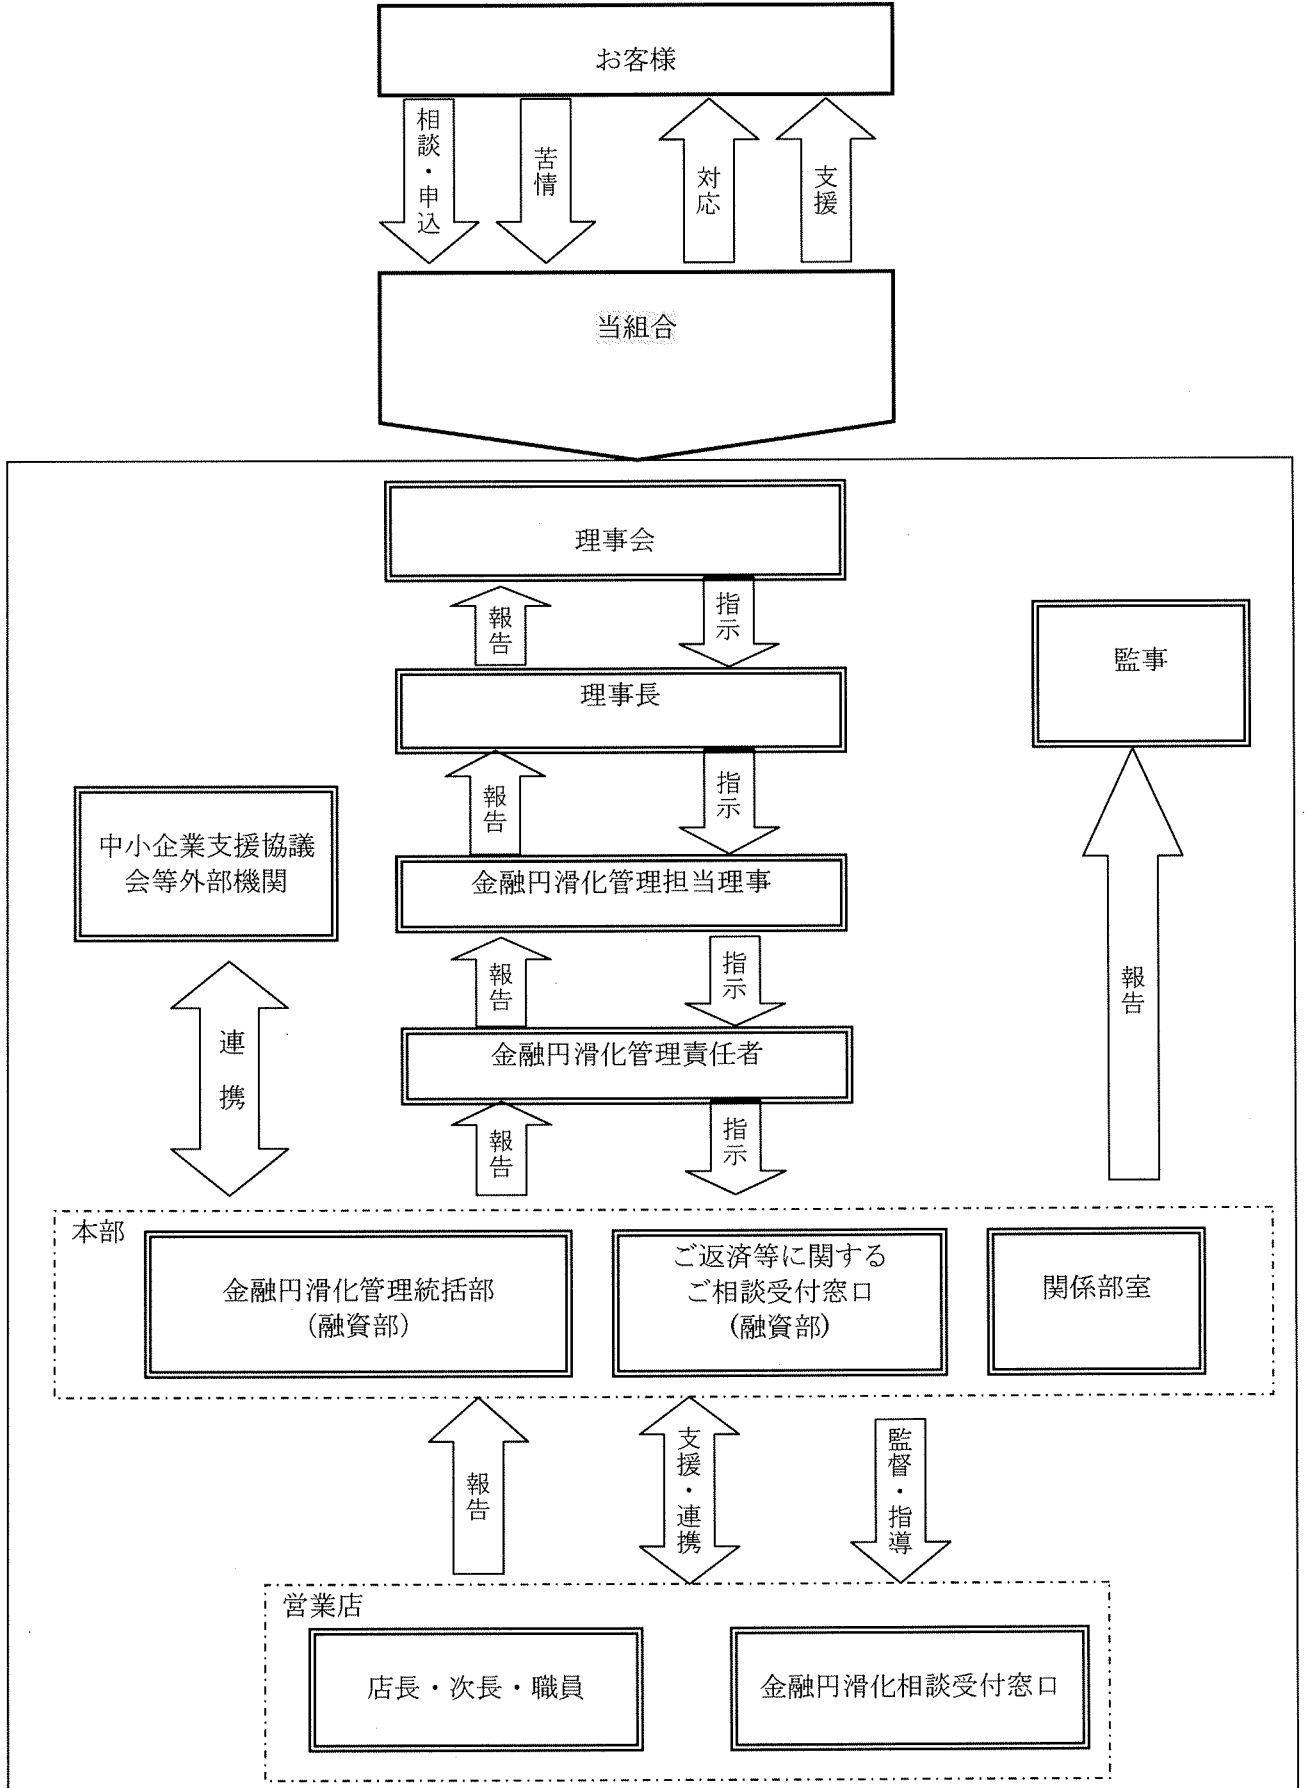 お客様
相談・申込
苦情
対応
支援
当組合
理事会
報告
指示
監事
理事長
報告
指示
中小企業支援協議
会等外部機関
金融円滑化管理担当理事
報告
指示
報告
連携
金融円滑化管理責任者
報告
指示
本部
金融円滑化管理統括部
（融資部）
ご返済等に関する
ご相談受付窓口
(融資部)
関係部室
報告
支援・連携
監督・指導
営業店
店長・次長・職員
金融円滑化相談受付窓口